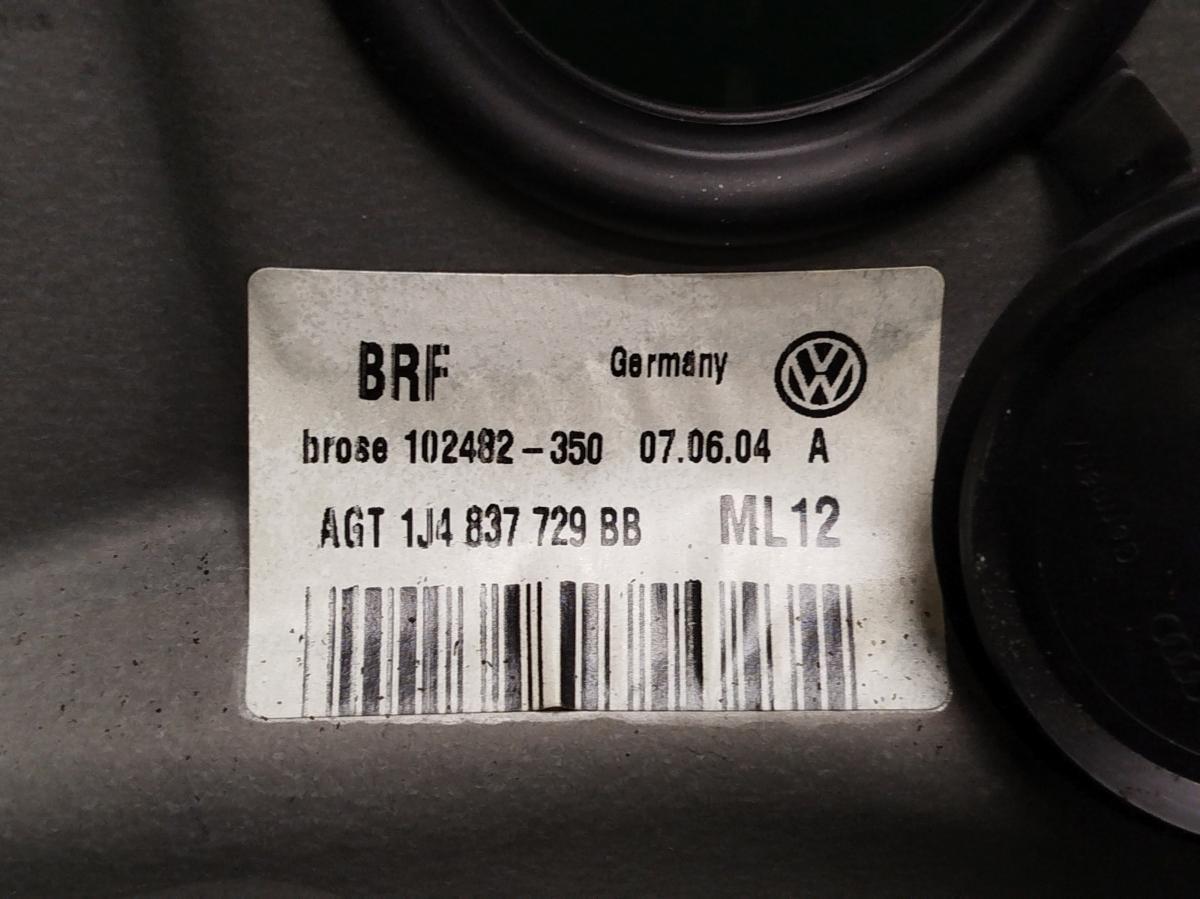 BRF Germany
brose 102482-350 07.06.04 A
AGT 1J4 837 729 BB ML12